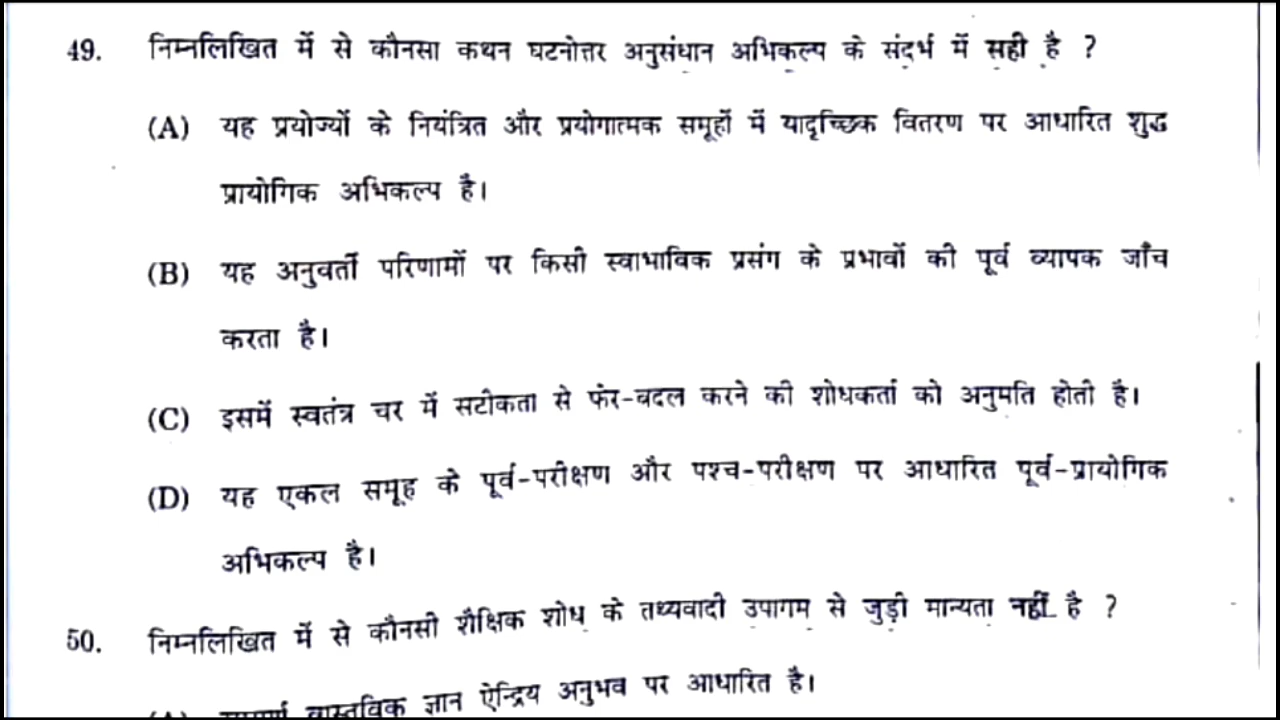 49. निम्नलिखित में से कौनसा कथन घटनोत्तर अनुसंधान अभिकल्प के संदर्भ में सही है ?
(A) यह प्रयोज्यों के नियंत्रित और प्रयोगात्मक समूहों में यादृच्छिक वितरण पर आधारित शुद्ध
प्रायोगिक अभिकल्प है।
(B) यह अनुवर्ती परिणामों पर किसी स्वाभाविक प्रसंग के प्रभावों की पूर्व व्यापक जाँच
करता है।
(C) इसमें स्वतंत्र चर में सटीकता से फेर-बदल करने की शोधकर्ता को अनुमति होती है।
(D) यह एकल समूह के पूर्व-परीक्षण और पश्च-परीक्षण पर आधारित पूर्व-प्रायोगिक
अभिकल्प है।
50. निम्नलिखित में से कौनसी शैक्षिक शोध के तथ्यवादी उपागम से जुड़ी मान्यता नहीं है ?
वास्तविक ज्ञान ऐन्द्रिय अनुभव पर आधारित है।